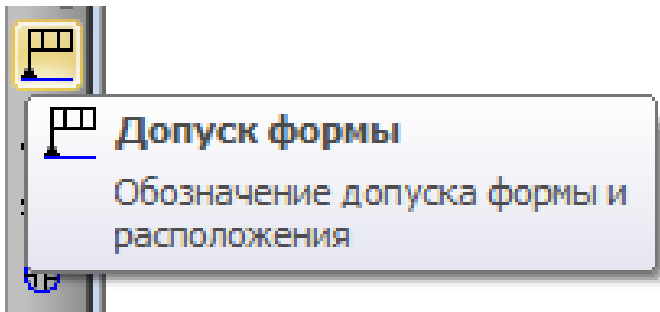 Допуск формы
Обозначение допуска формы и
расположения